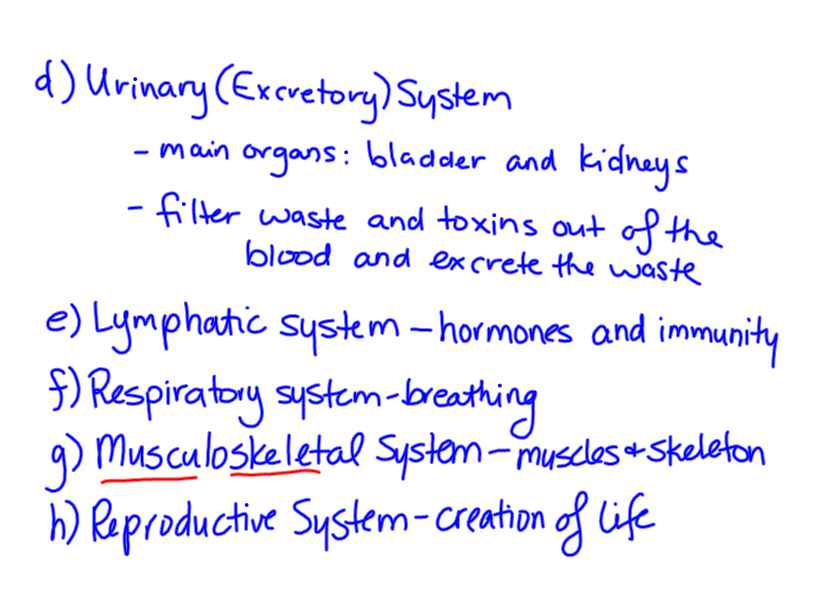 d) Urinary (Excretory) System
- main organs: bladder and kidneys
- filter waste and toxins out of the
blood and excrete the waste
e) Lymphatic system - hormones and immunity
f) Respiratory system - breathing
g) Musculoskeletal System - muscles + skeleton
h) Reproductive System - creation of life